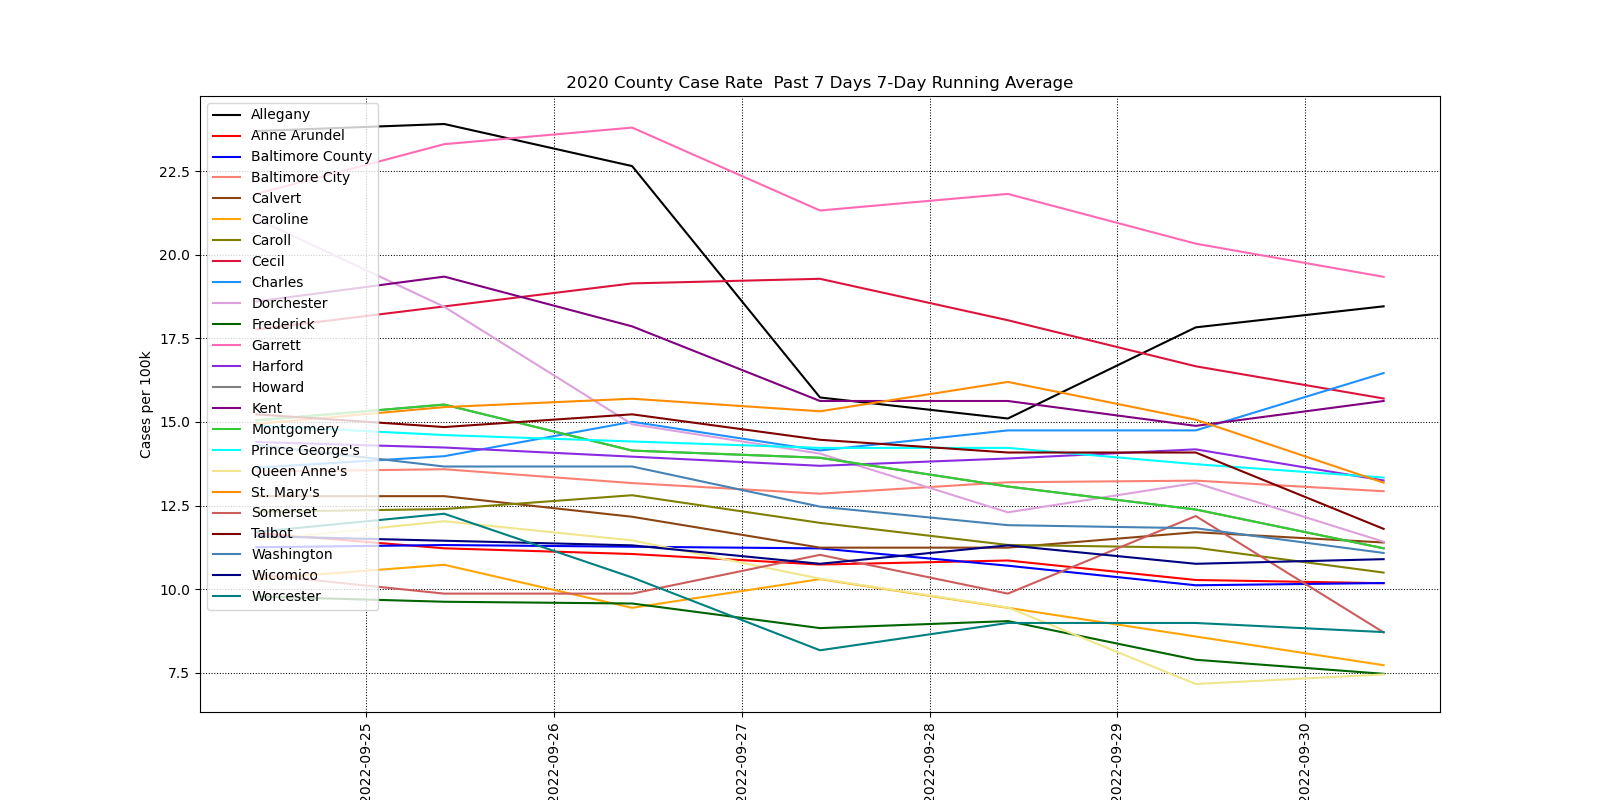 2020 County Case Rate  Past 7 Days 7-Day Running Average
Allegany
Anne Arundel
Baltimore County
Baltimore City
Calvert
Caroline
Caroll
Cecil
Charles
Dorchester
Frederick
Garrett
Harford
Howard
Kent
Montgomery
Prince George's
Queen Anne's
St. Mary's
Somerset
Talbot
Washington
Wicomico
Worcester
Cases per 100k
22.5
20.0
17.5
15.0
12.5
10.0
7.5
2022-09-25
2022-09-26
2022-09-27
2022-09-28
2022-09-29
2022-09-30